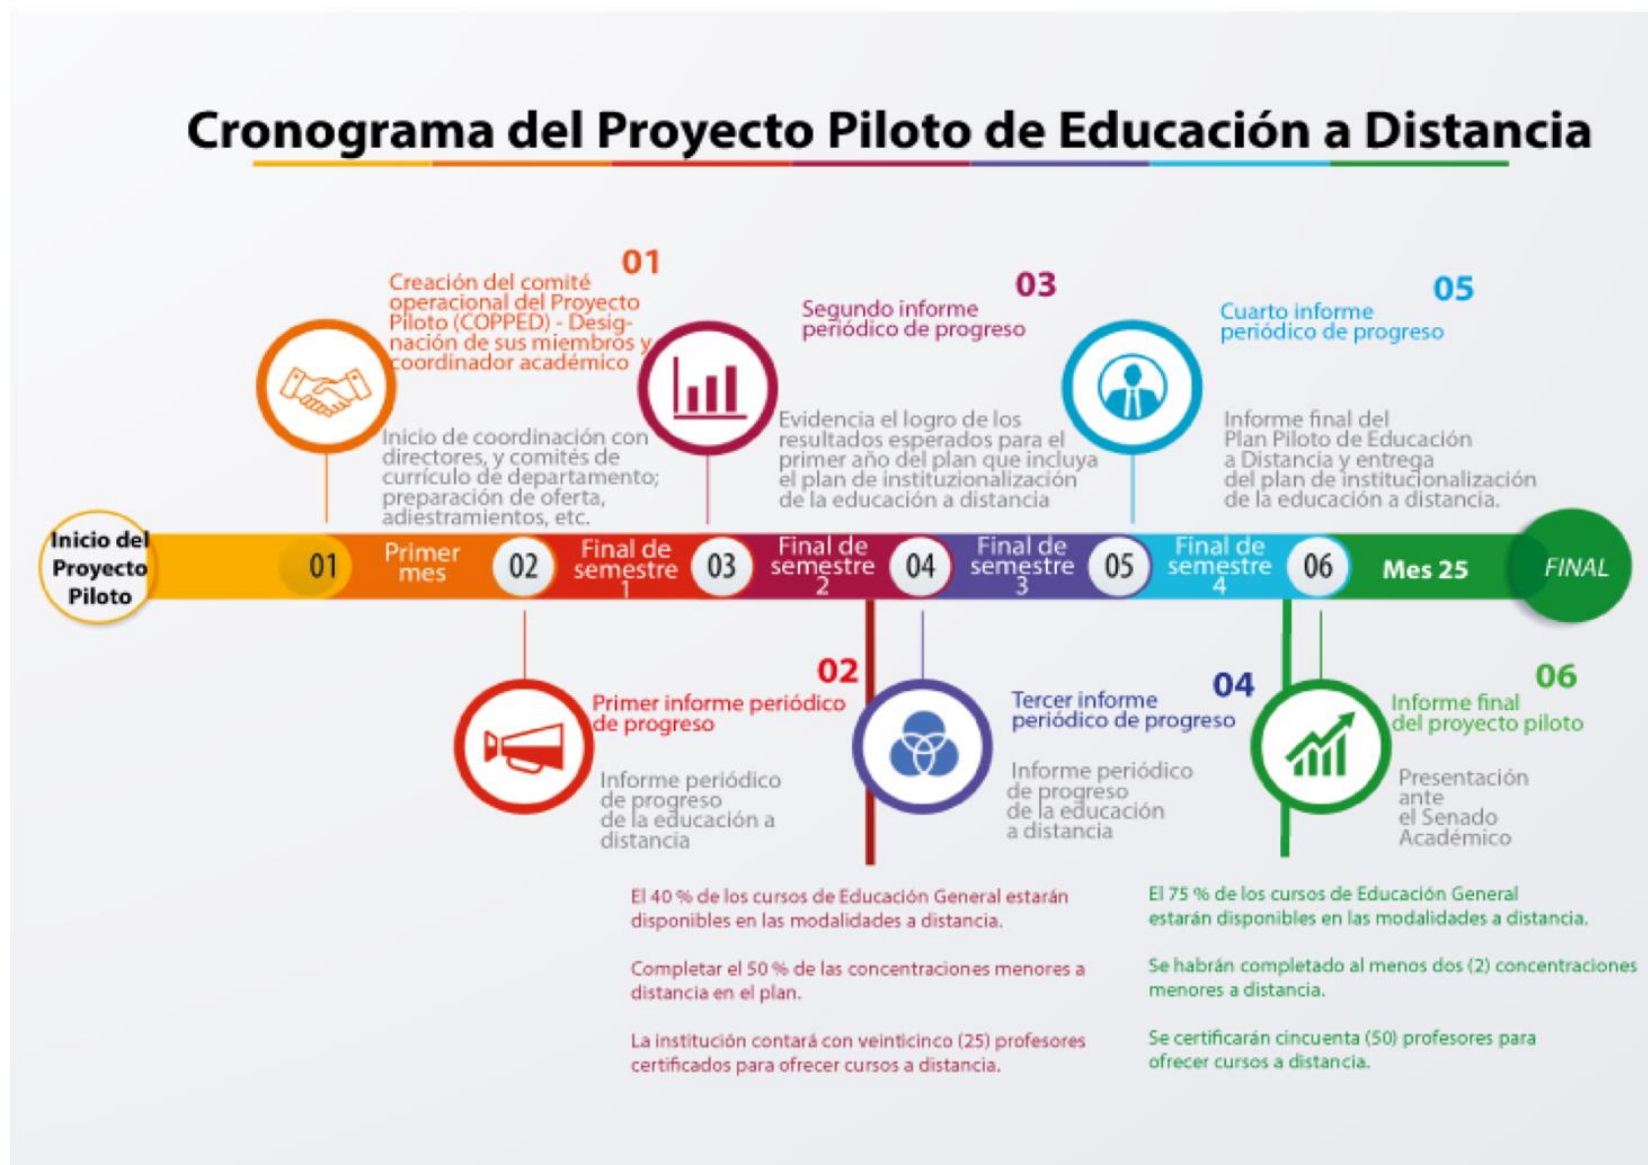 Cronograma del Proyecto Piloto de Educación a Distancia
01
Creación del comité
operacional del Proyecto
Piloto (COPPED) - Desig-
nación de sus miembros y
coordinador académico
Inicio de coordinación con
directores, y comités de
currículo de departamento;
preparación de oferta,
adiestramientos, etc.
03
Segundo informe
periódico de progreso
Evidencia el logro de los
resultados esperados para el
primer año del plan que incluya
el plan de instituzionalización
de la educación a distancia
05
Cuarto informe
periódico de progreso
Informe final del
Plan Piloto de Educación
a Distancia y entrega
del plan de institucionalización
de la educación a distancia.
Inicio del
Proyecto
Piloto
01
Primer
mes
02
Final de
semestre
1
03
Final de
semestre
2
04
Final de
semestre
3
05
Final de
semestre
4
06
Mes 25
FINAL
02
Primer informe periódico
de progreso
Informe periódico
de progreso
de la educación a
distancia
04
Tercer informe
periódico de progreso
Informe periódico
de progreso
de la educación
a distancia
06
Informe final
del proyecto piloto
Presentación
ante
el Senado
Académico
El 40 % de los cursos de Educación General estarán
disponibles en las modalidades a distancia.
Completar el 50 % de las concentraciones menores a
distancia en el plan.
La institución contará con veinticinco (25) profesores
certificados para ofrecer cursos a distancia.
El 75 % de los cursos de Educación General
estarán disponibles en las modalidades a distancia.
Se habrán completado al menos dos (2) concentraciones
menores a distancia.
Se certificarán cincuenta (50) profesores para
ofrecer cursos a distancia.